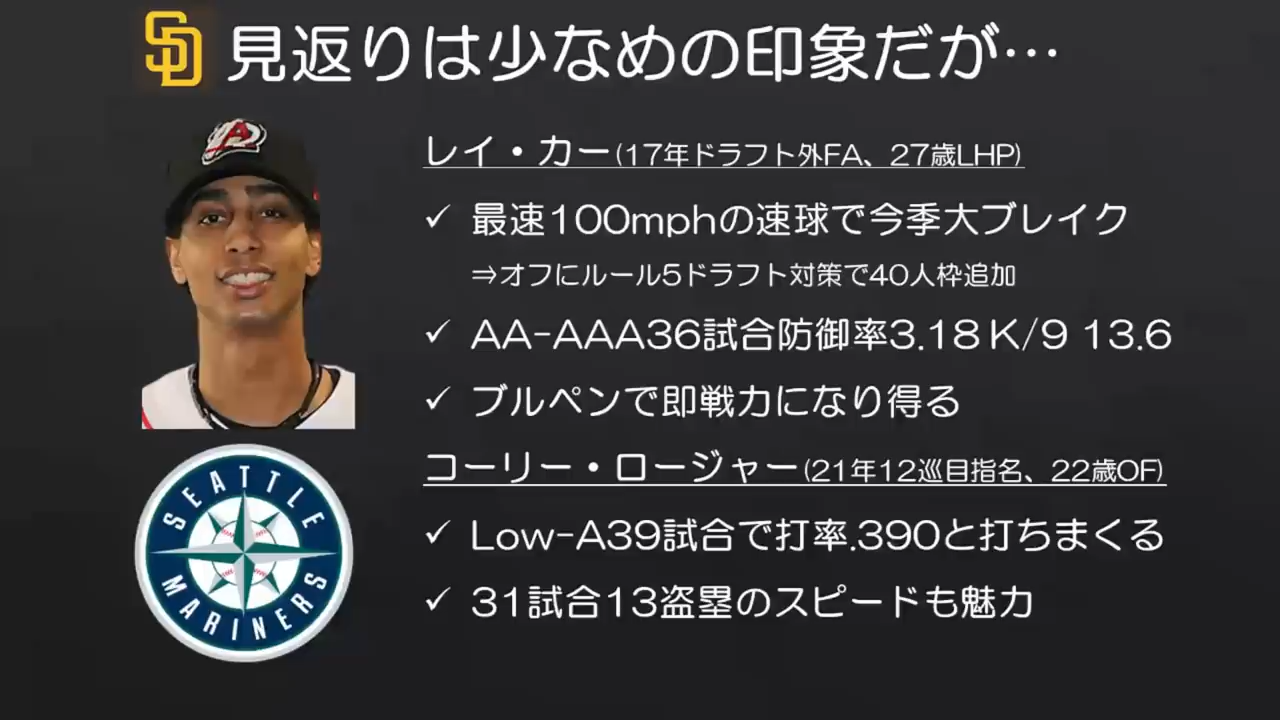 SD 見返りは少なめの印象だが…
A
レイ・カー(17年ドラフト外FA、27歳LHP)
✓ 最速100mphの速球で今季大ブレイク
⇒オフにルール5ドラフト対策で40人枠追加
✓ AA-AAA36試合防御率3.18 K/9 13.6
✓ ブルペンで即戦力になり得る
SEATTLE
MARINERS
コーリー・ロージャー(21年12巡目指名、22歳OF)
✓ Low-A39試合で打率.390と打ちまくる
✓ 31試合13盗塁のスピードも魅力